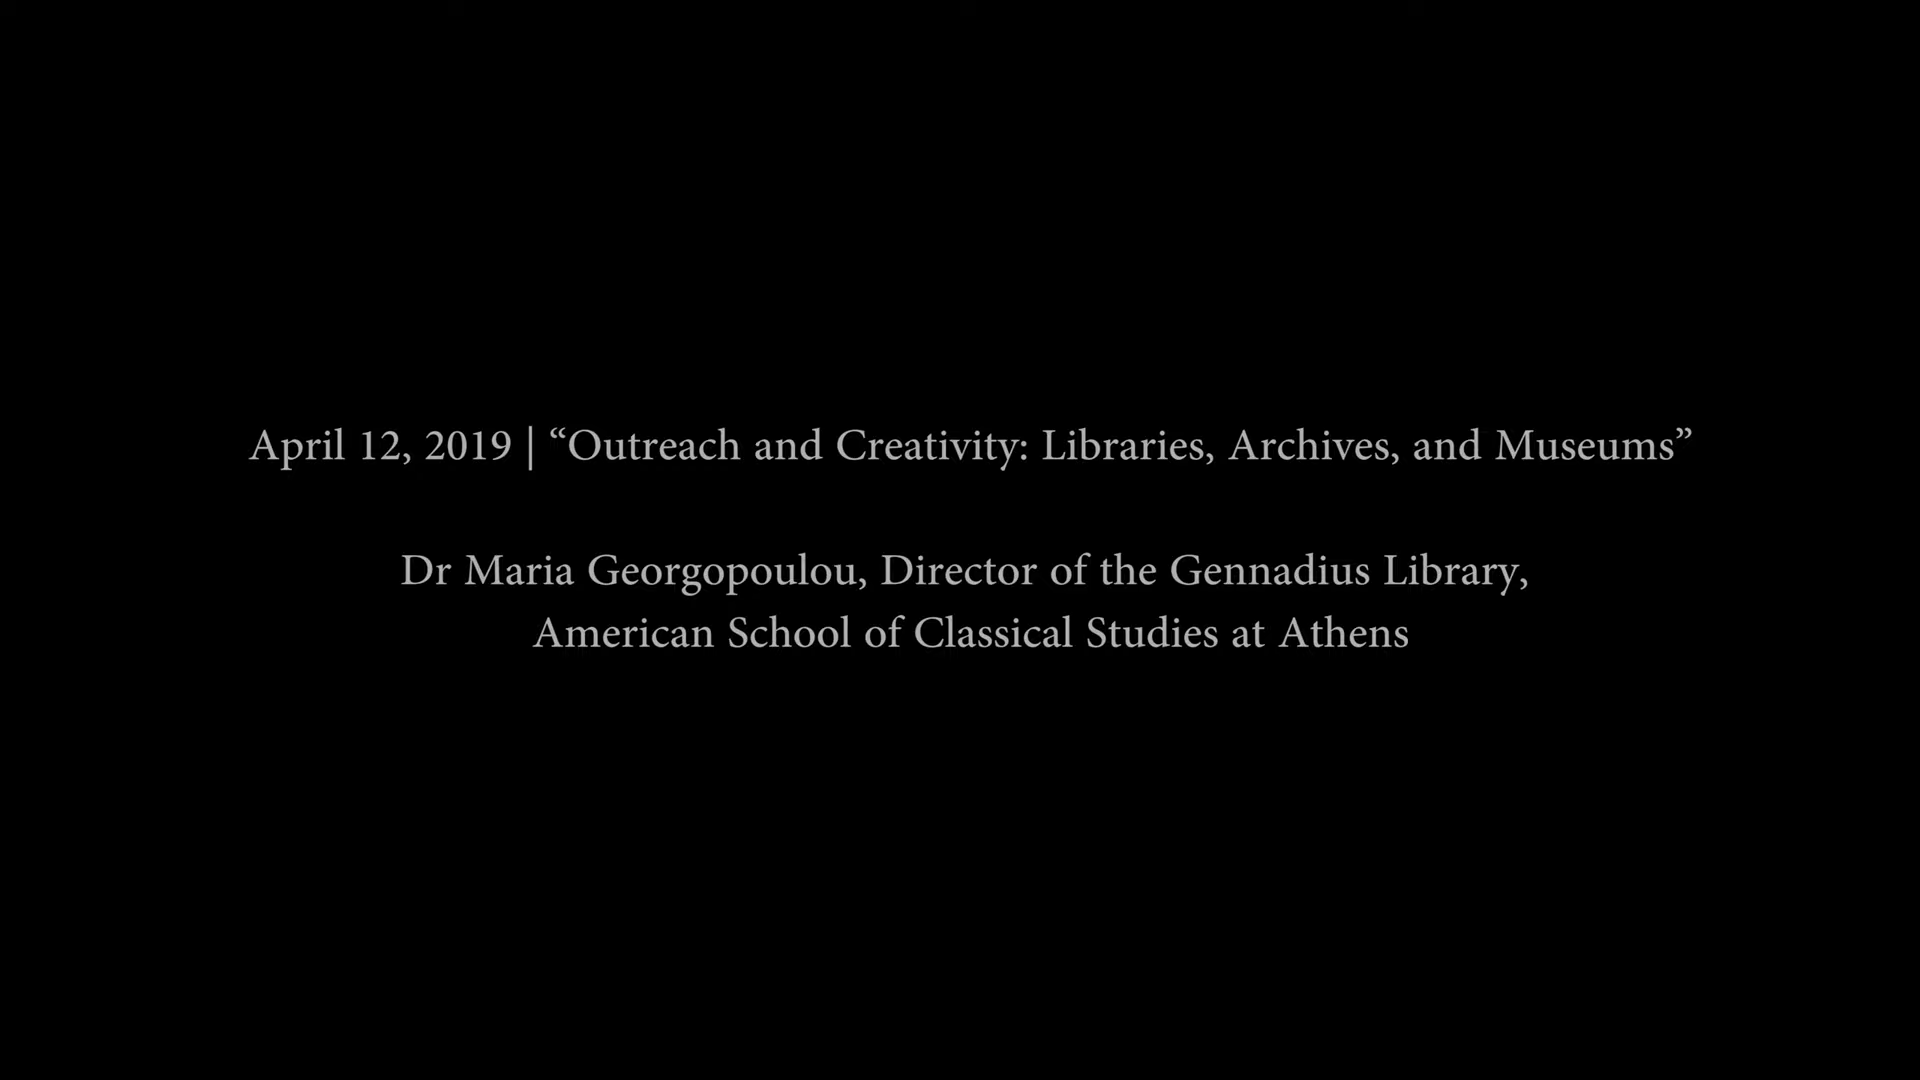 April 12, 2019 | “Outreach and Creativity: Libraries, Archives, and Museums”
Dr Maria Georgopoulou, Director of the Gennadius Library,
American School of Classical Studies at Athens